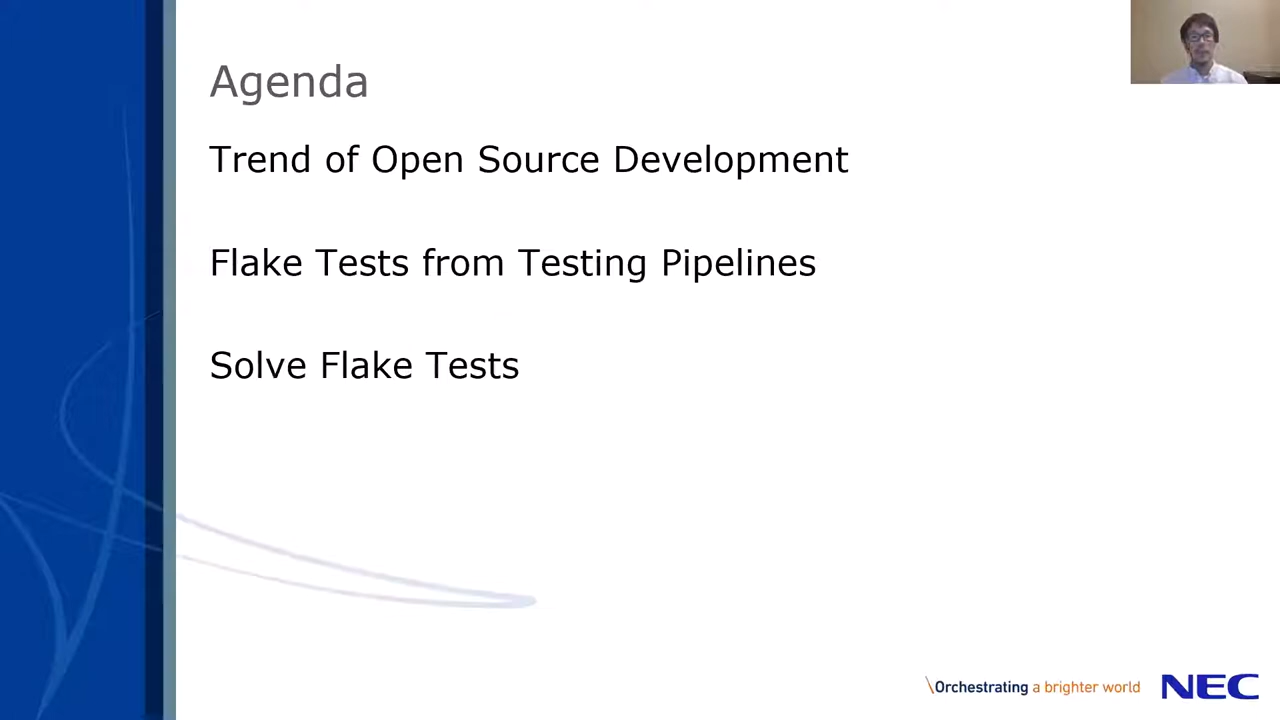 Agenda
Trend of Open Source Development
Flake Tests from Testing Pipelines
Solve Flake Tests
\Orchestrating a brighter world NEC